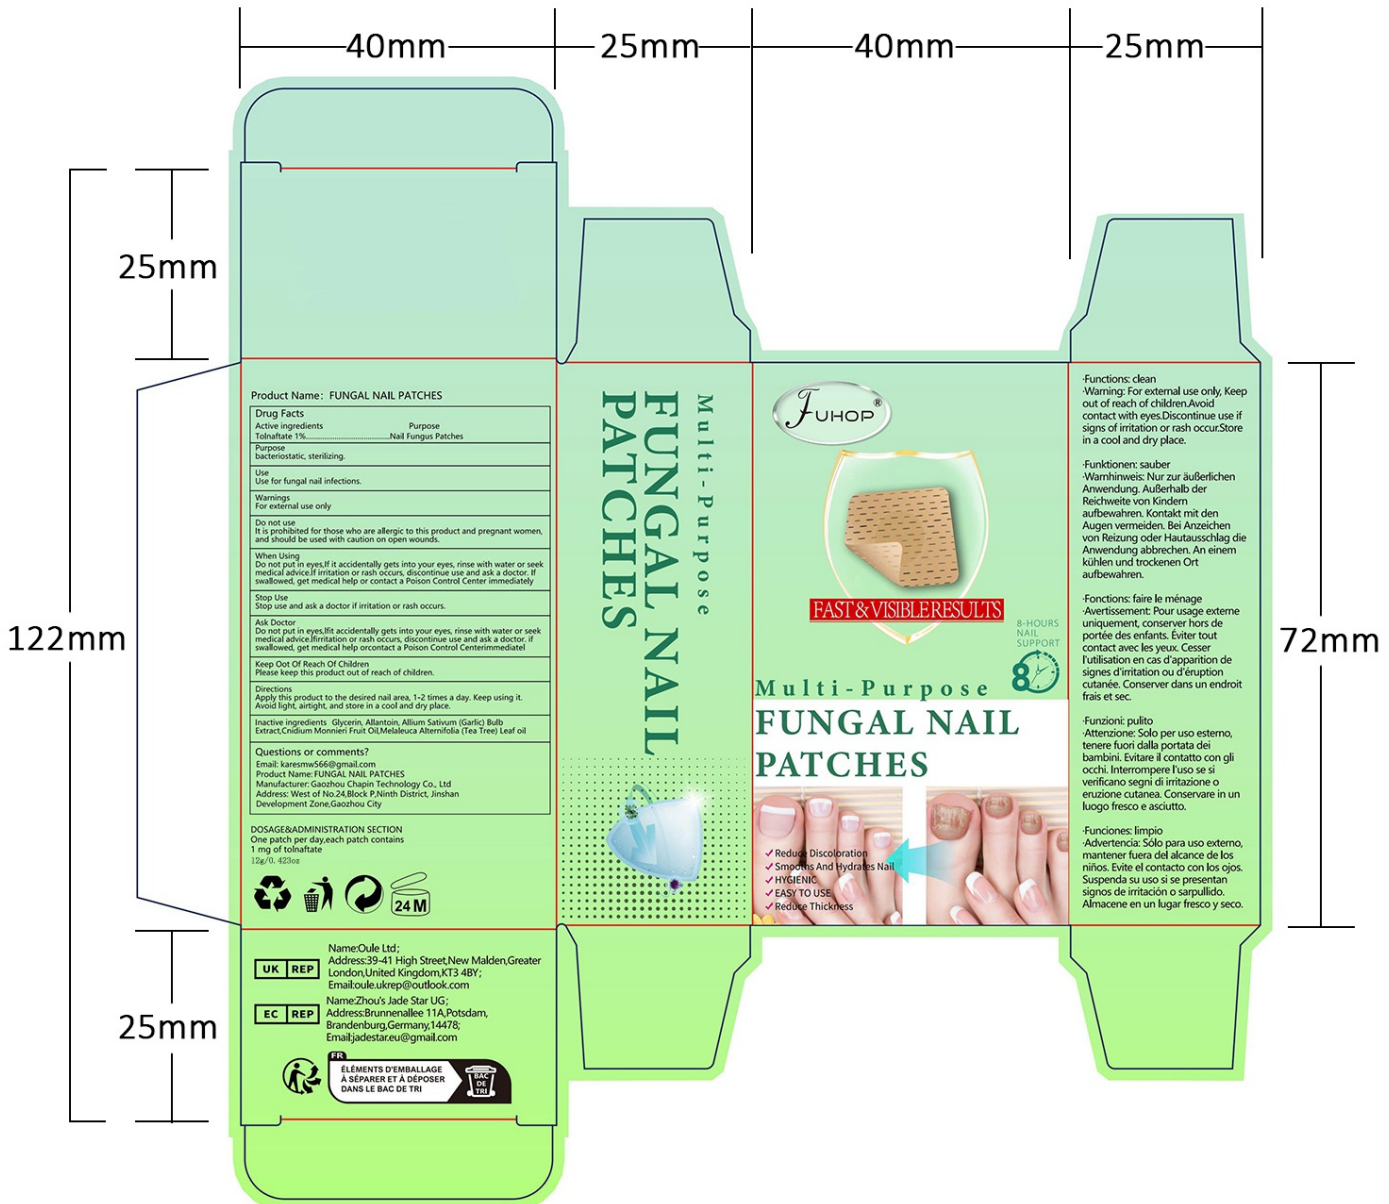 40mm
25mm
40mm
25mm
25mm
122mm
25mm
72mm
Product Name: FUNGAL NAIL PATCHES
Drug Facts
Active ingredients Purpose
Tolnaftate 1%........................................Nail Fungus Patches
Purpose
bacteriostatic, sterilizing.
Use
Use for fungal nail infections.
Warnings
For external use only
Do not use
It is prohibited for those who are allergic to this product and pregnant women,
and should be used with caution on open wounds.
When Using
Do not put in eyes,If it accidentally gets into your eyes, rinse with water or seek
medical advice.If irritation or rash occurs, discontinue use and ask a doctor. If
swallowed, get medical help or contact a Poison Control Center immediately
Stop Use
Stop use and ask a doctor if irritation or rash occurs.
Ask Doctor
Do not put in eyes,Ifit accidentally gets into your eyes, rinse with water or seek
medical advice.Ifirritation or rash occurs, discontinue use and ask a doctor. if
swallowed, get medical help orcontact a Poison Control Centerimmediatel
Keep Oot Of Reach Of Children
Please keep this product out of reach of children.
Directions
Apply this product to the desired nail area, 1-2 times a day. Keep using it.
Avoid light, airtight, and store in a cool and dry place.
Inactive ingredients Glycerin, Allantoin, Allium Sativum (Garlic) Bulb
Extract,Cnidium Monnieri Fruit Oil,Melaleuca Alternifolia (Tea Tree) Leaf oil
Questions or comments?
Email: karesmw566@gmail.com
Product Name: FUNGAL NAIL PATCHES
Manufacturer: Gaozhou Chapin Technology Co., Ltd
Address: West of No.24,Block P,Ninth District, Jinshan
Development Zone,Gaozhou City
DOSAGE&ADMINISTRATION SECTION
One patch per day,each patch contains
1 mg of tolnaftate
12g/0. 423oz
24 M
UK REP
Name:Oule Ltd;
Address:39-41 High Street,New Malden,Greater
London,United Kingdom,KT3 4BY;
Email:oule.ukrep@outlook.com
EC REP
Name:Zhou's Jade Star UG;
Address:Brunnenallee 11A,Potsdam,
Brandenburg,Germany,14478;
Email:jadestar.eu@gmail.com
FR
ÉLÉMENTS D'EMBALLAGE
À SÉPARER ET À DÉPOSER
DANS LE BAC DE TRI
BAC
DE
TRI
Multi-Purpose
FUNGAL NAIL
PATCHES
FUHOP®
FAST & VISIBLE RESULTS
8-HOURS
NAIL
SUPPORT
8
Multi-Purpose
FUNGAL NAIL
PATCHES
Reduce Discoloration
Smooths And Hydrates Nail
HYGIENIC
EASY TO USE
Reduce Thickness
·Functions: clean
·Warning: For external use only, Keep
out of reach of children.Avoid
contact with eyes.Discontinue use if
signs of irritation or rash occur.Store
in a cool and dry place.
·Funktionen: sauber
·Warnhinweis: Nur zur äußerlichen
Anwendung. Außerhalb der
Reichweite von Kindern
aufbewahren. Kontakt mit den
Augen vermeiden. Bei Anzeichen
von Reizung oder Hautausschlag die
Anwendung abbrechen. An einem
kühlen und trockenen Ort
aufbewahren.
·Fonctions: faire le ménage
·Avertissement: Pour usage externe
uniquement, conserver hors de
portée des enfants. Éviter tout
contact avec les yeux. Cesser
l'utilisation en cas d'apparition de
signes d'irritation ou d'éruption
cutanée. Conserver dans un endroit
frais et sec.
·Funzioni: pulito
·Attenzione: Solo per uso esterno,
tenere fuori dalla portata dei
bambini. Evitare il contatto con gli
occhi. Interrompere l'uso se si
verificano segni di irritazione o
eruzione cutanea. Conservare in un
luogo fresco e asciutto.
·Funciones: limpio
·Advertencia: Sólo para uso externo,
mantener fuera del alcance de los
niños. Evite el contacto con los ojos.
Suspenda su uso si se presentan
signos de irritación o sarpullido.
Almacene en un lugar fresco y seco.